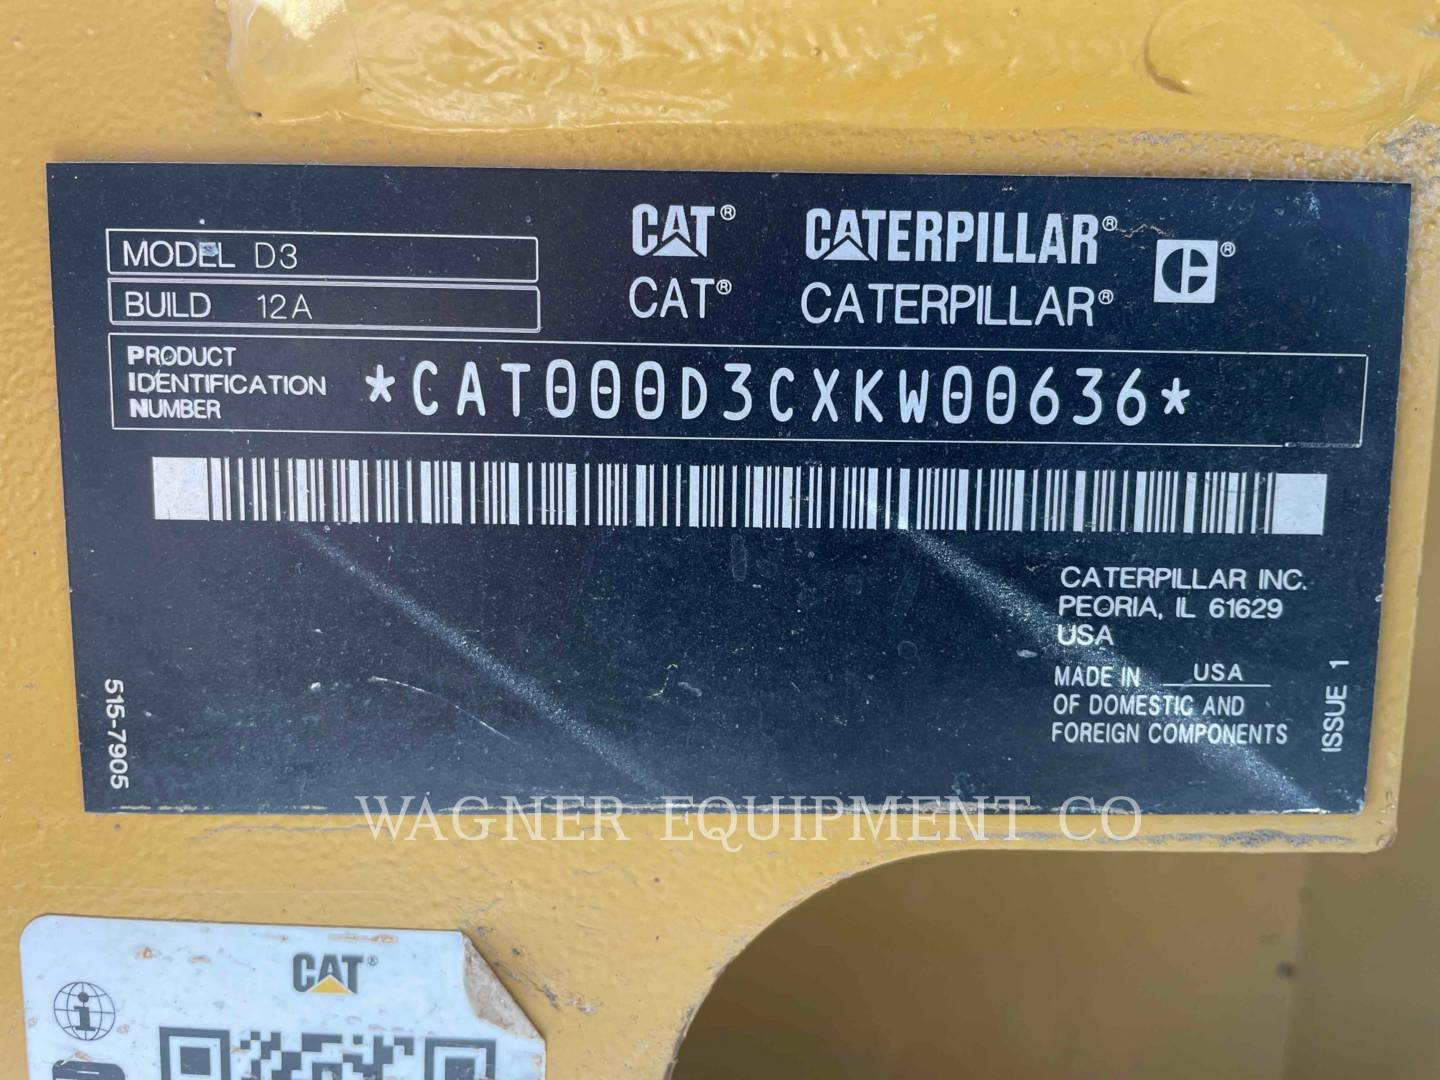 MODEL D3
BUILD 12A
CAT® CATERPILLAR® C®
CAT® CATERPILLAR®
PRODUCT
IDENTIFICATION
NUMBER
*CAT000D3CXKW00636*
CATERPILLAR INC.
PEORIA, IL 61629
USA
MADE IN USA
OF DOMESTIC AND
FOREIGN COMPONENTS
515-7905
ISSUE 1
WAGNER EQUIPMENT CO
CAT®
i